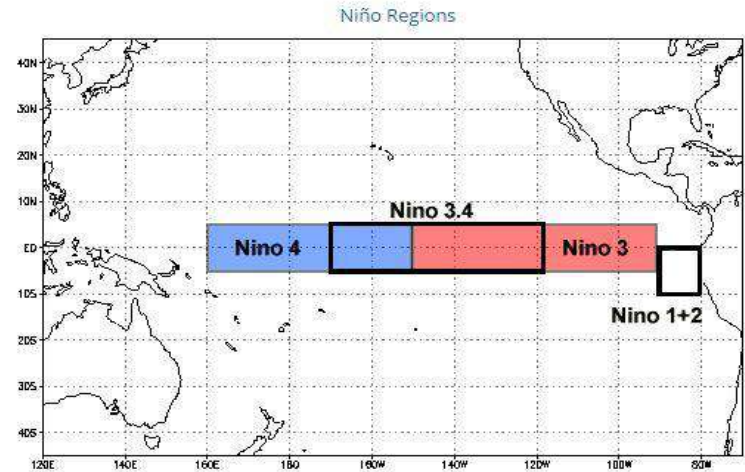 Niño Regions
40N
30N
20N
10N
Nino 3.4
EQ
Nino 4
Nino 3
10S
Nino 1+2
20S
30S
40S
120E 140E 160E 180 160W 140W 120W 100W 80W